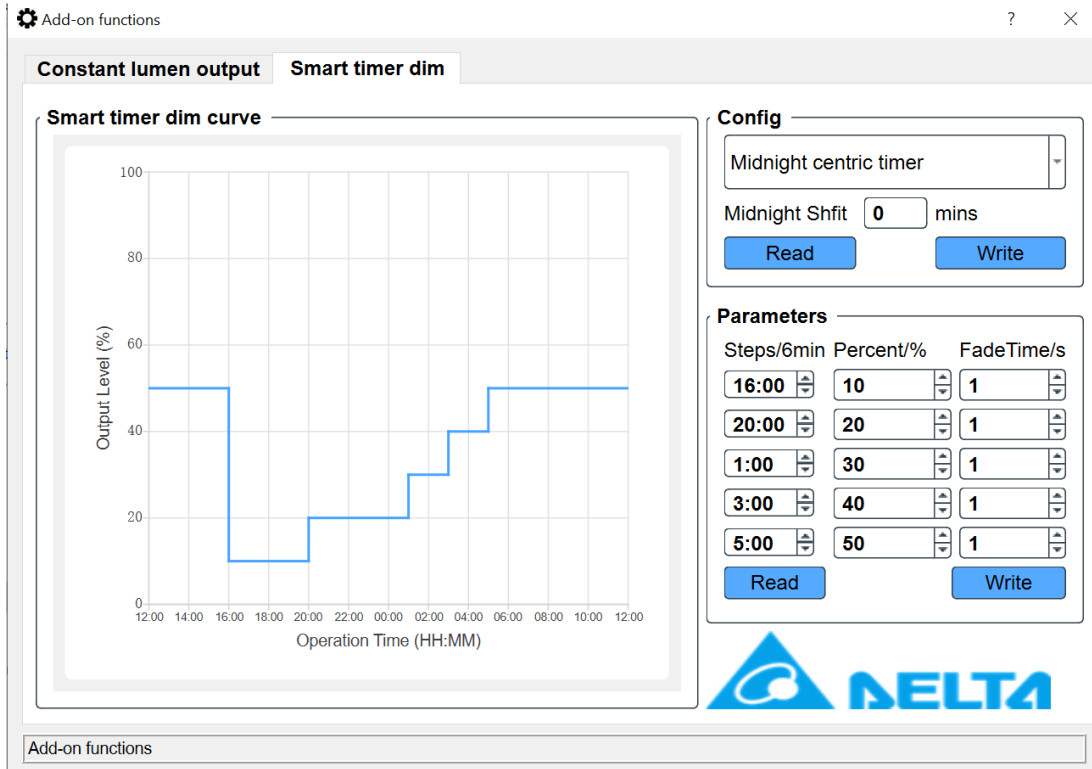 Add-on functions
?
Constant lumen output
Smart timer dim
Smart timer dim curve
100
80
60
40
20
0
Output Level (%)
12:00 14:00 16:00 18:00 20:00 22:00 00:00 02:00 04:00 06:00 08:00 10:00 12:00
Operation Time (HH:MM)
Config
Midnight centric timer
Midnight Shfit 0 mins
Read Write
Parameters
Steps/6min Percent/% FadeTime/s
16:00 10 1
20:00 20 1
1:00 30 1
3:00 40 1
5:00 50 1
Read Write
DELTA
Add-on functions